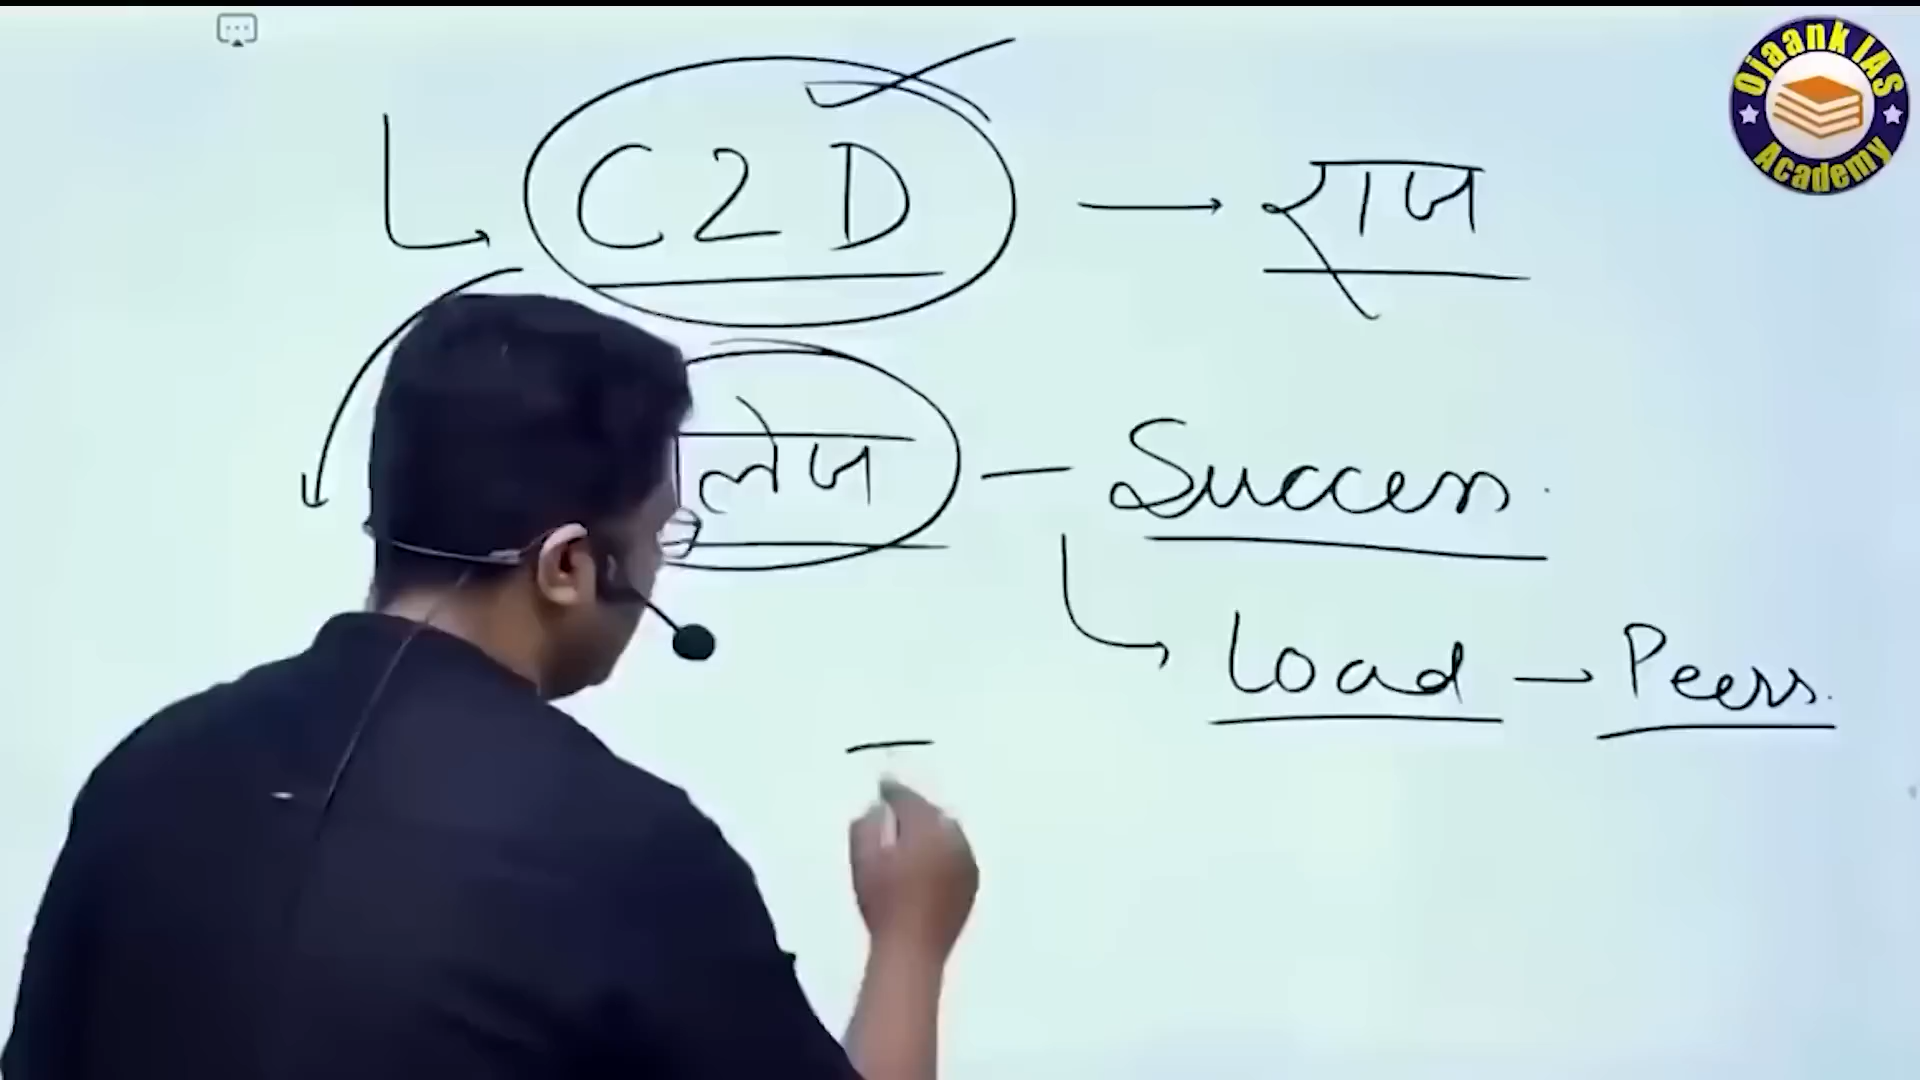 C2D → राज
लेज — Success.
Load → Peers.
Ojaank IAS
Academy